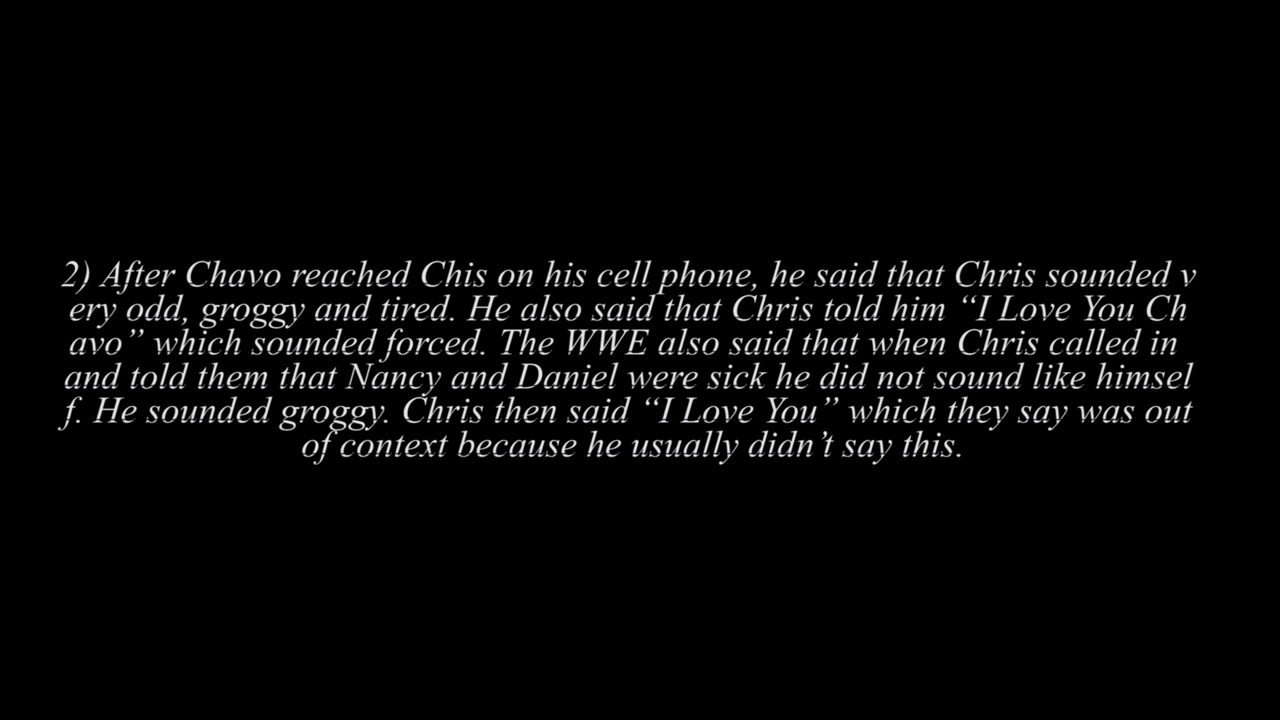 2) After Chavo reached Chis on his cell phone, he said that Chris sounded v
ery odd, groggy and tired. He also said that Chris told him “I Love You Ch
avo” which sounded forced. The WWE also said that when Chris called in
and told them that Nancy and Daniel were sick he did not sound like himsel
f. He sounded groggy. Chris then said “I Love You” which they say was out
of context because he usually didn’t say this.